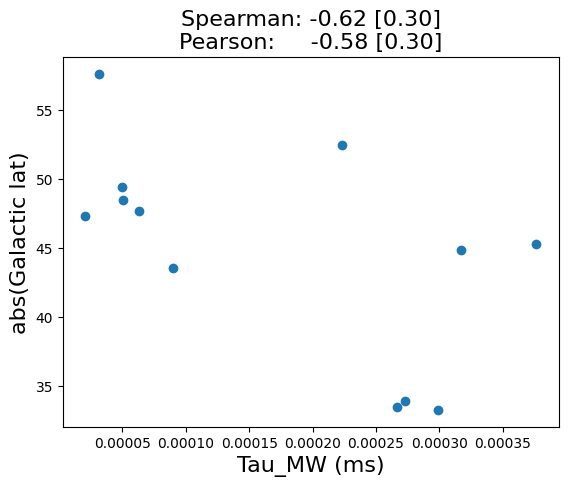 Spearman: -0.62 [0.30]
Pearson: -0.58 [0.30]
abs(Galactic lat)
55
50
45
40
35
0.00005 0.00010 0.00015 0.00020 0.00025 0.00030 0.00035
Tau_MW (ms)